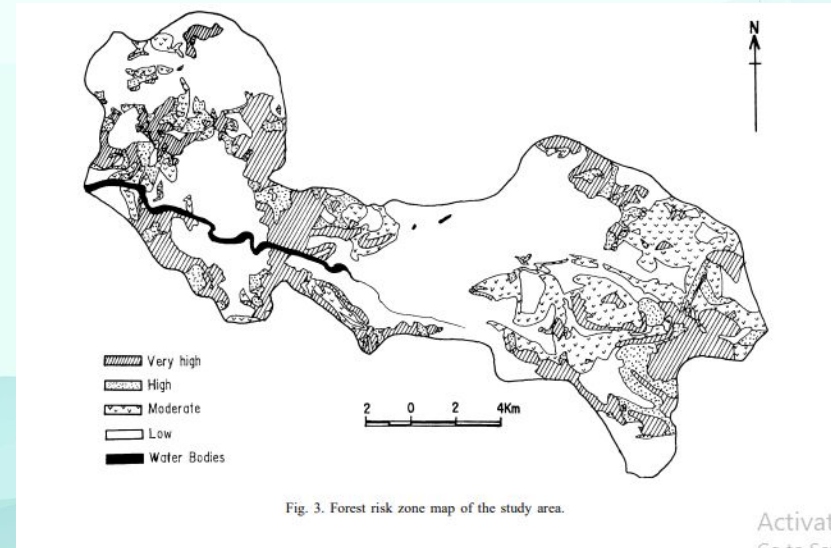 N
Very high
High
Moderate
Low
Water Bodies
2 0 2 4Km
Fig. 3. Forest risk zone map of the study area.
Activat